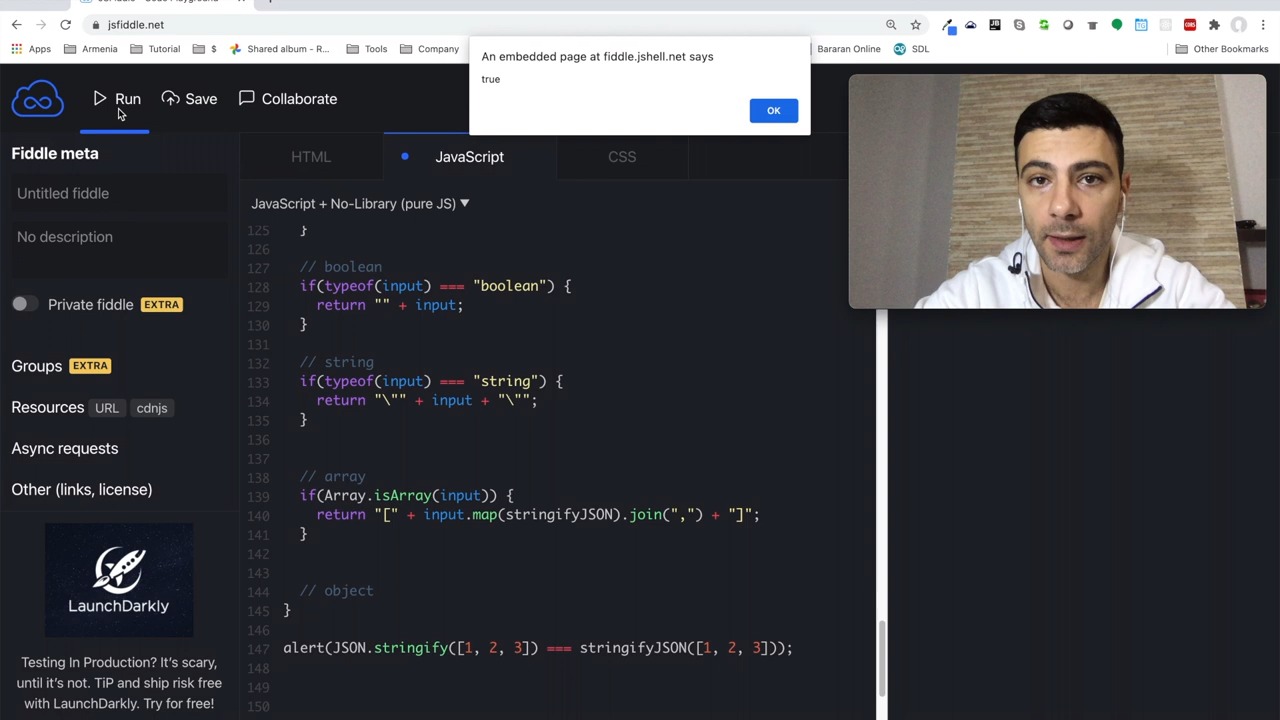 JSFiddle - Code Playground
jsfiddle.net
Apps
Armenia
Tutorial
$
Shared album - R...
Tools
Company
Bararan Online
SDL
Other Bookmarks
An embedded page at fiddle.jshell.net says
true
OK
Run
Save
Collaborate
Fiddle meta
Untitled fiddle
No description
Private fiddle EXTRA
Groups EXTRA
Resources URL cdnjs
Async requests
Other (links, license)
LaunchDarkly
Testing In Production? It’s scary,
until it’s not. TiP and ship risk free
with LaunchDarkly. Try for free!
HTML
JavaScript
CSS
JavaScript + No-Library (pure JS) ▼
125 }
126
127 // boolean
128 if(typeof(input) === "boolean") {
129 return "" + input;
130 }
131
132 // string
133 if(typeof(input) === "string") {
134 return "\"" + input + "\"";
135 }
136
137
138 // array
139 if(Array.isArray(input)) {
140 return "[" + input.map(stringifyJSON).join(",") + "]";
141 }
142
143
144 // object
145 }
146
147 alert(JSON.stringify([1, 2, 3]) === stringifyJSON([1, 2, 3]));
148
149
150